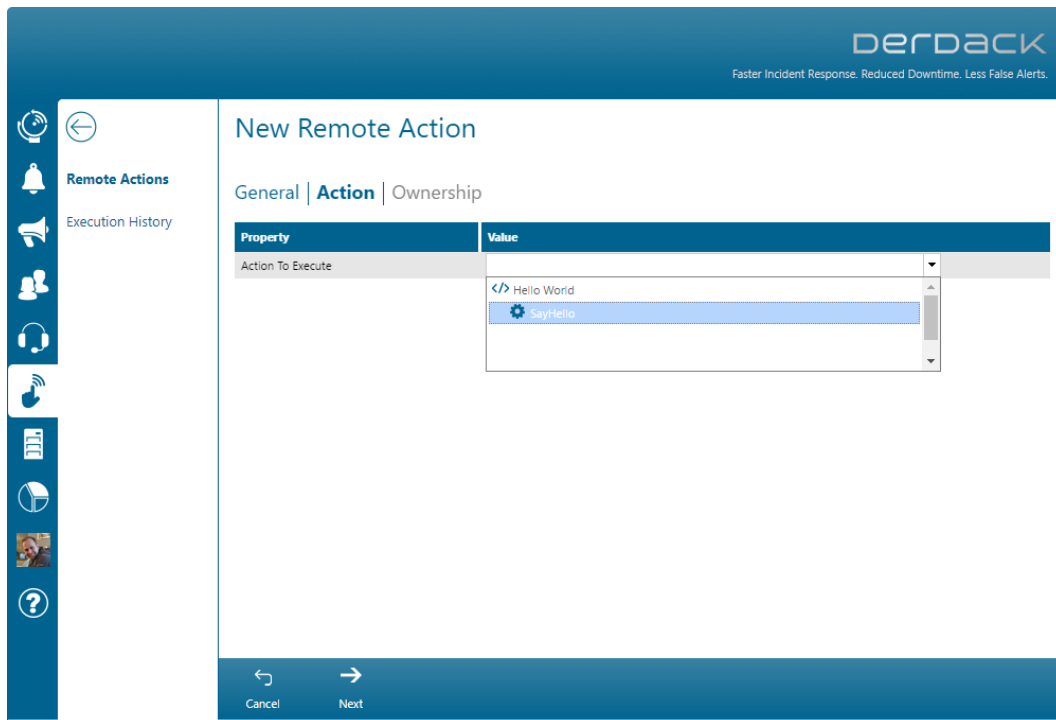 DERDACK
Faster Incident Response. Reduced Downtime. Less False Alerts.
New Remote Action
Remote Actions
Execution History
General | Action | Ownership
Property Value
Action To Execute
</> Hello World
SayHello
?
Cancel Next